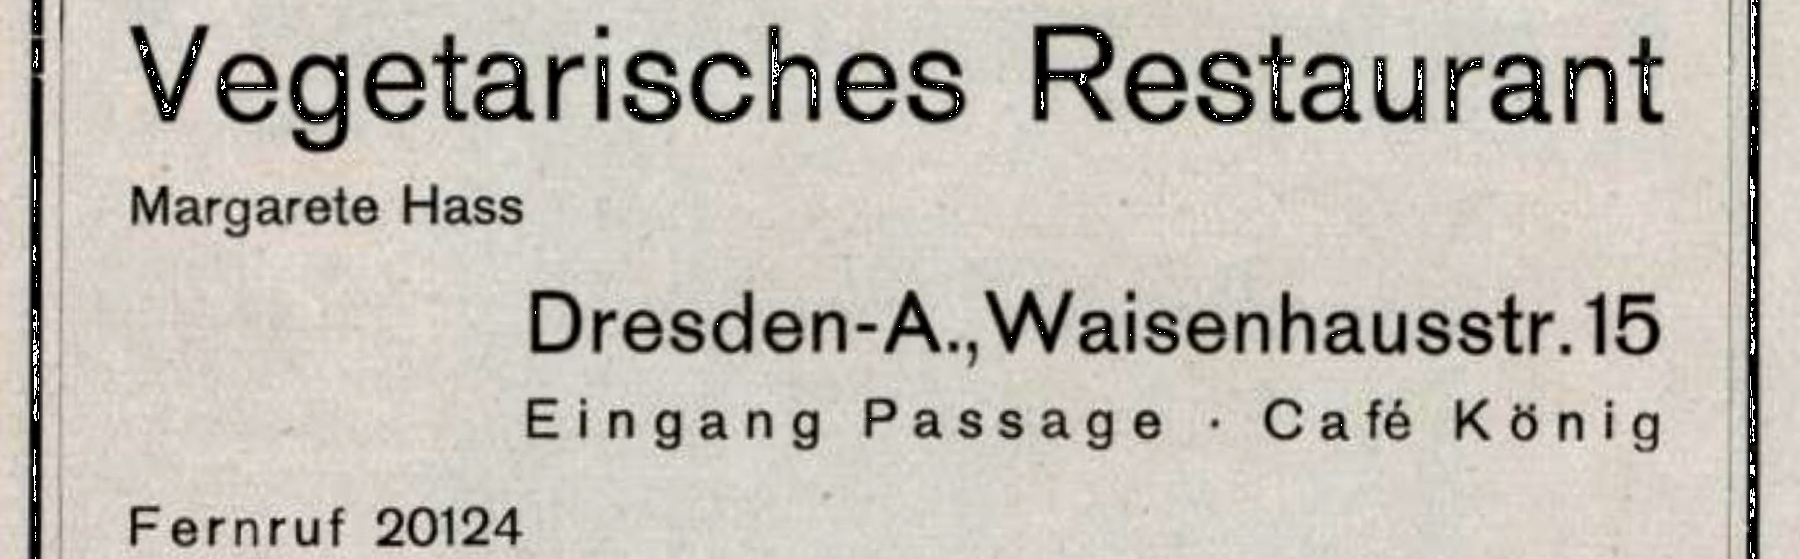 Vegetarisches Restaurant
Margarete Hass
Dresden-A., Waisenhausstr. 15
Eingang Passage · Café König
Fernruf 20124